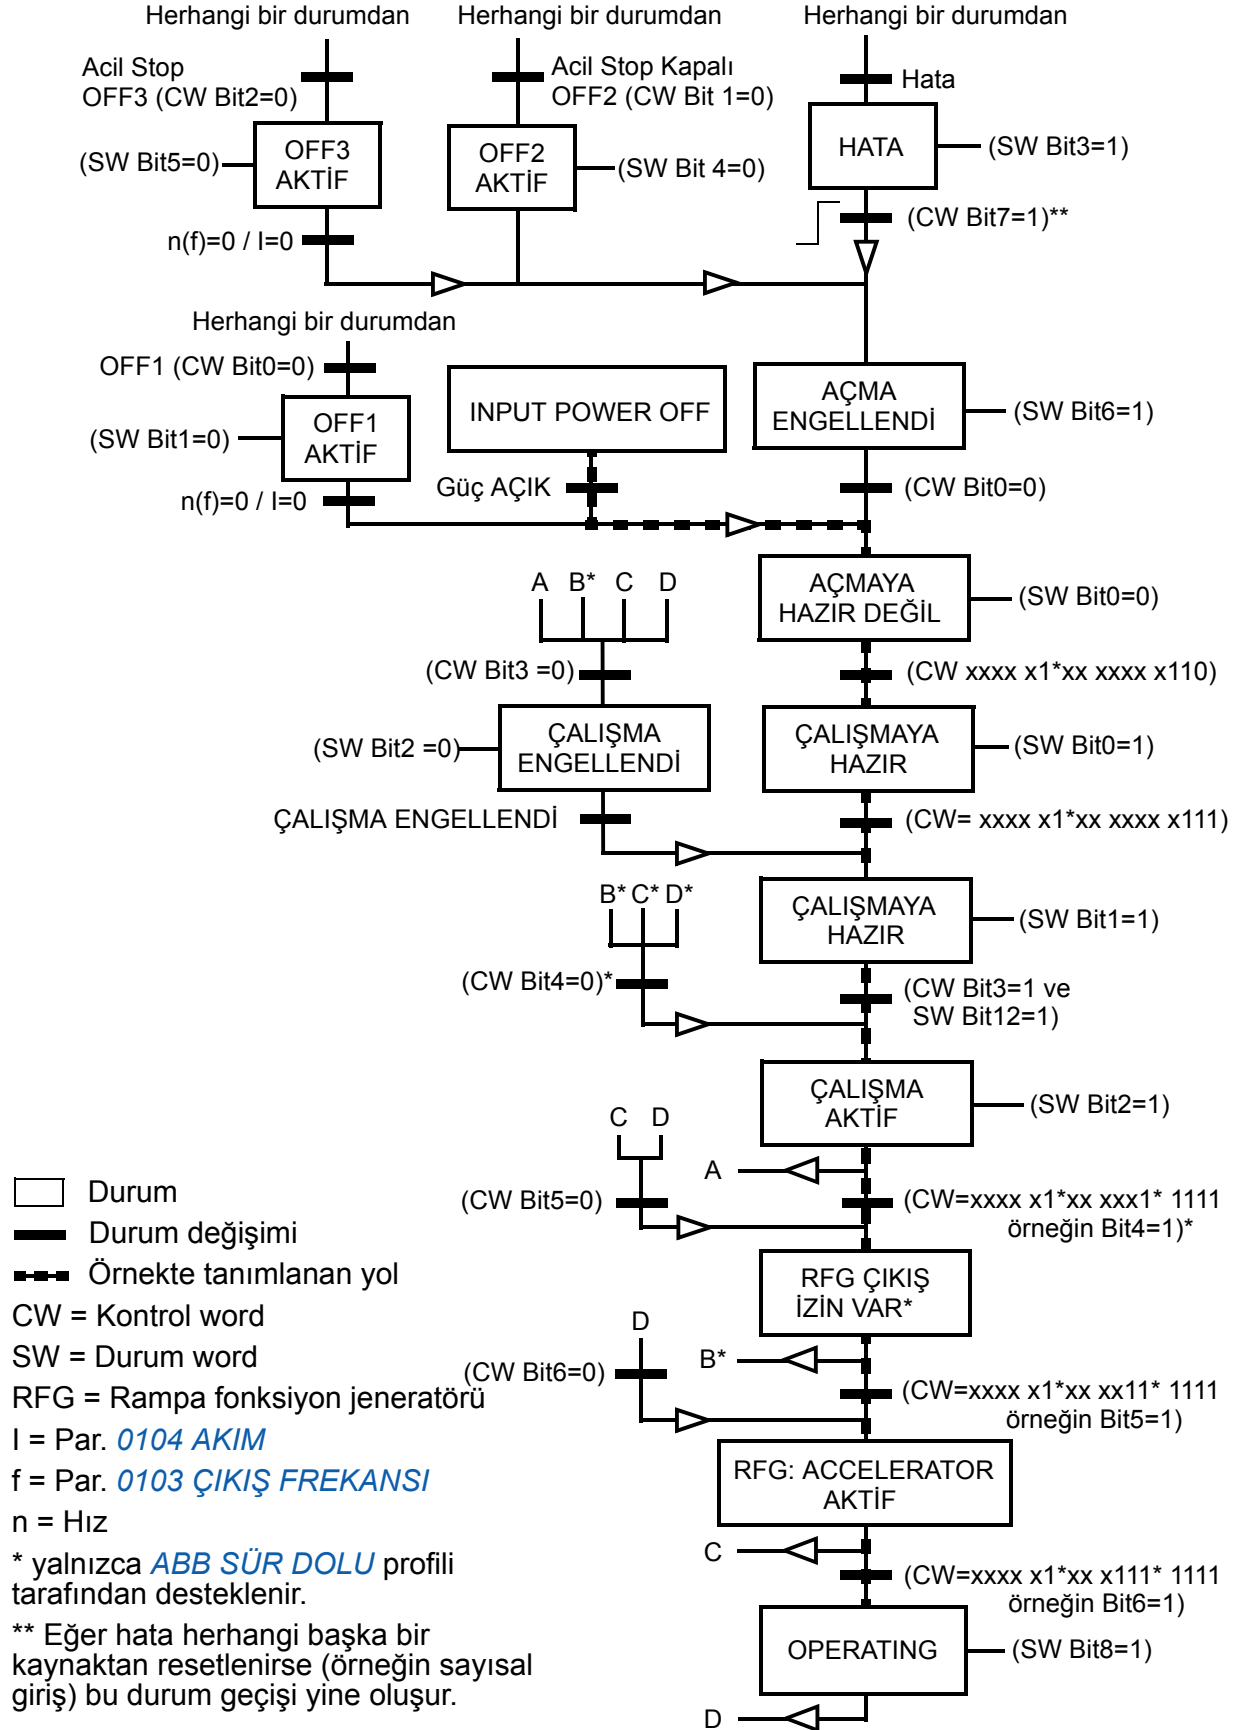 Herhangi bir durumdan
Herhangi bir durumdan
Herhangi bir durumdan
Acil Stop
OFF3 (CW Bit2=0)
Acil Stop Kapalı
OFF2 (CW Bit 1=0)
Hata
(SW Bit5=0)
OFF3
AKTİF
OFF2
AKTİF
(SW Bit 4=0)
HATA
(SW Bit3=1)
n(f)=0 / I=0
(CW Bit7=1)**
Herhangi bir durumdan
OFF1 (CW Bit0=0)
(SW Bit1=0)
OFF1
AKTİF
INPUT POWER OFF
AÇMA
ENGELLENDİ
(SW Bit6=1)
n(f)=0 / I=0
Güç AÇIK
(CW Bit0=0)
A B* C D
AÇMAYA
HAZIR DEĞİL
(SW Bit0=0)
(CW Bit3 =0)
(CW xxxx x1*xx xxxx x110)
(SW Bit2 =0)
ÇALIŞMA
ENGELLENDİ
ÇALIŞMAYA
HAZIR
(SW Bit0=1)
ÇALIŞMA ENGELLENDİ
(CW= xxxx x1*xx xxxx x111)
B* C* D*
ÇALIŞMAYA
HAZIR
(SW Bit1=1)
(CW Bit4=0)*
(CW Bit3=1 ve
SW Bit12=1)
ÇALIŞMA
AKTİF
(SW Bit2=1)
C D
A
(CW Bit5=0)
(CW=xxxx x1*xx xxx1* 1111
örneğin Bit4=1)*
RFG ÇIKIŞ
İZİN VAR*
D
B*
(CW Bit6=0)
(CW=xxxx x1*xx xx11* 1111
örneğin Bit5=1)
RFG: ACCELERATOR
AKTİF
C
(CW=xxxx x1*xx x111* 1111
örneğin Bit6=1)
OPERATING
(SW Bit8=1)
D
Durum
Durum değişimi
Örnekte tanımlanan yol
CW = Kontrol word
SW = Durum word
RFG = Rampa fonksiyon jeneratörü
I = Par. 0104 AKIM
f = Par. 0103 ÇIKIŞ FREKANSI
n = Hız
* yalnızca ABB SÜR DOLU profili
tarafından desteklenir.
** Eğer hata herhangi başka bir
kaynaktan resetlenirse (örneğin sayısal
giriş) bu durum geçişi yine oluşur.